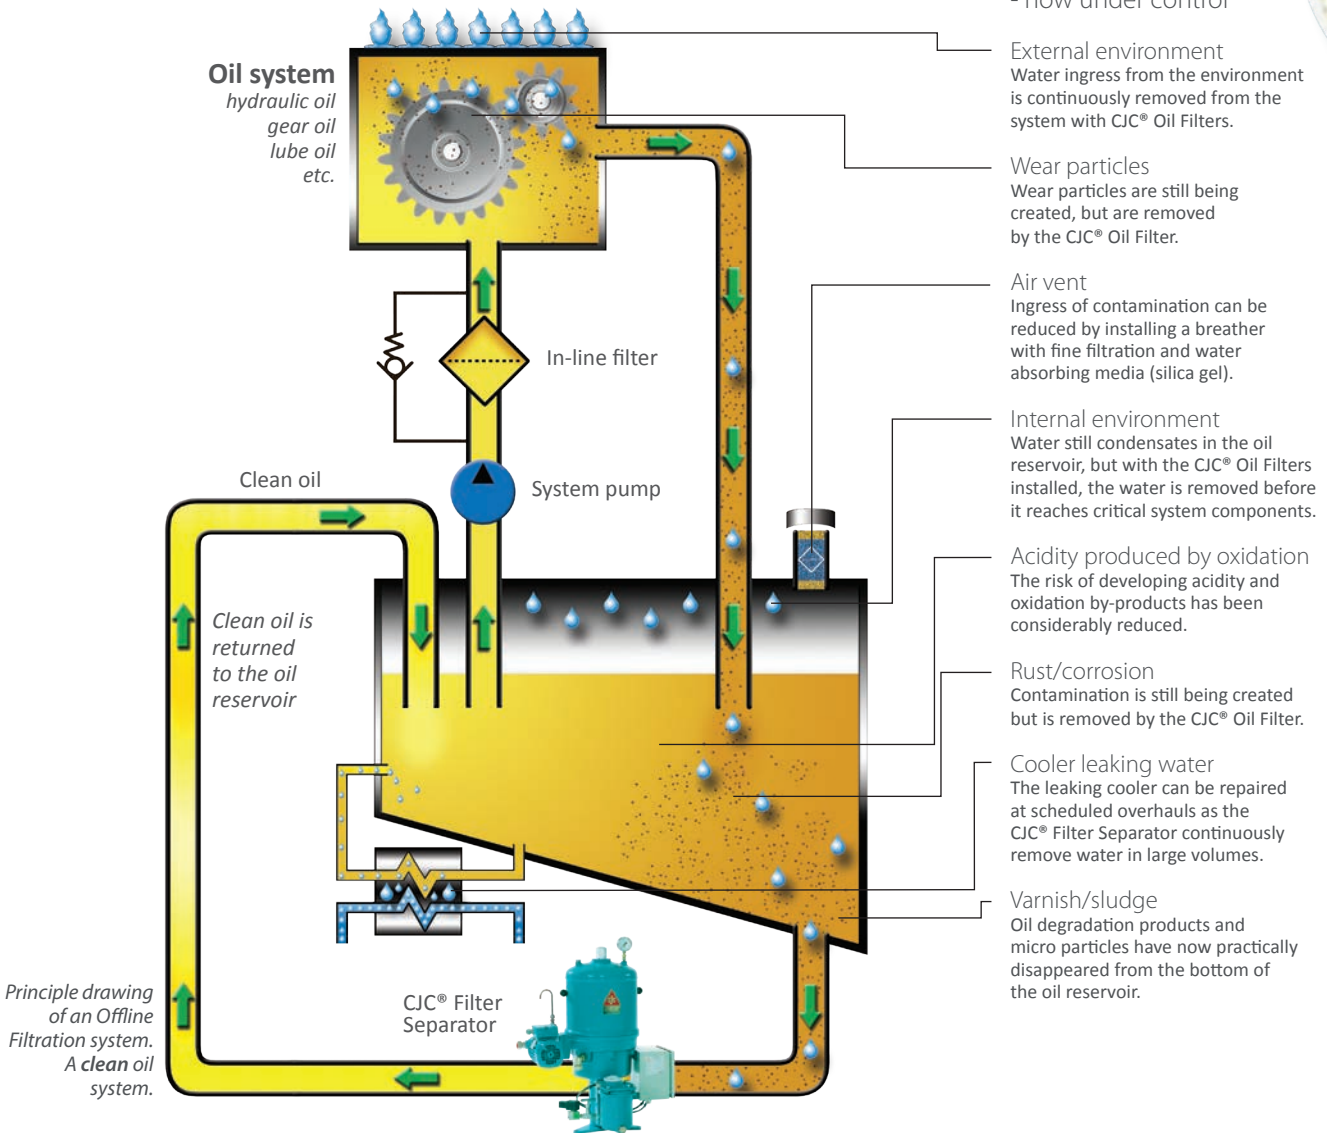 - now under control
External environment
Water ingress from the environment
is continuously removed from the
system with CJC® Oil Filters.
Oil system
hydraulic oil
gear oil
lube oil
etc.
Wear particles
Wear particles are still being
created, but are removed
by the CJC® Oil Filter.
Air vent
Ingress of contamination can be
reduced by installing a breather
with fine filtration and water
absorbing media (silica gel).
In-line filter
Internal environment
Water still condensates in the oil
reservoir, but with the CJC® Oil Filters
installed, the water is removed before
it reaches critical system components.
Clean oil
System pump
Acidity produced by oxidation
The risk of developing acidity and
oxidation by-products has been
considerably reduced.
Clean oil is
returned
to the oil
reservoir
Rust/corrosion
Contamination is still being created
but is removed by the CJC® Oil Filter.
Cooler leaking water
The leaking cooler can be repaired
at scheduled overhauls as the
CJC® Filter Separator continuously
remove water in large volumes.
Varnish/sludge
Oil degradation products and
micro particles have now practically
disappeared from the bottom of
the oil reservoir.
CJC® Filter
Separator
Principle drawing
of an Offline
Filtration system.
A clean oil
system.